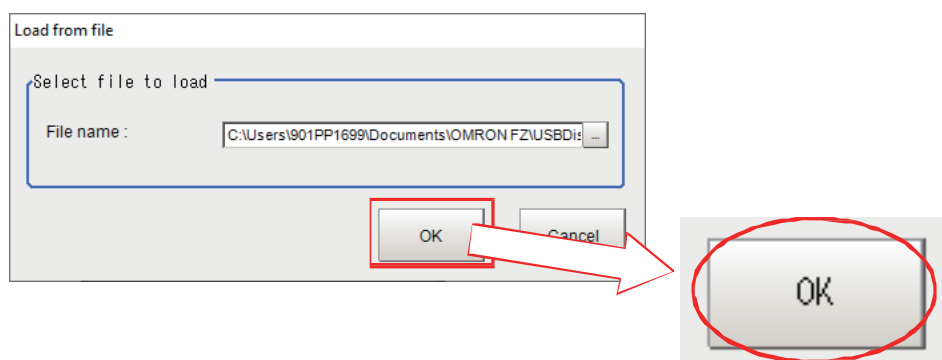 Load from file
Select file to load
File name :
C:\Users\901PP1699\Documents\OMRON FZ\USBDis
...
OK
Cancel
OK